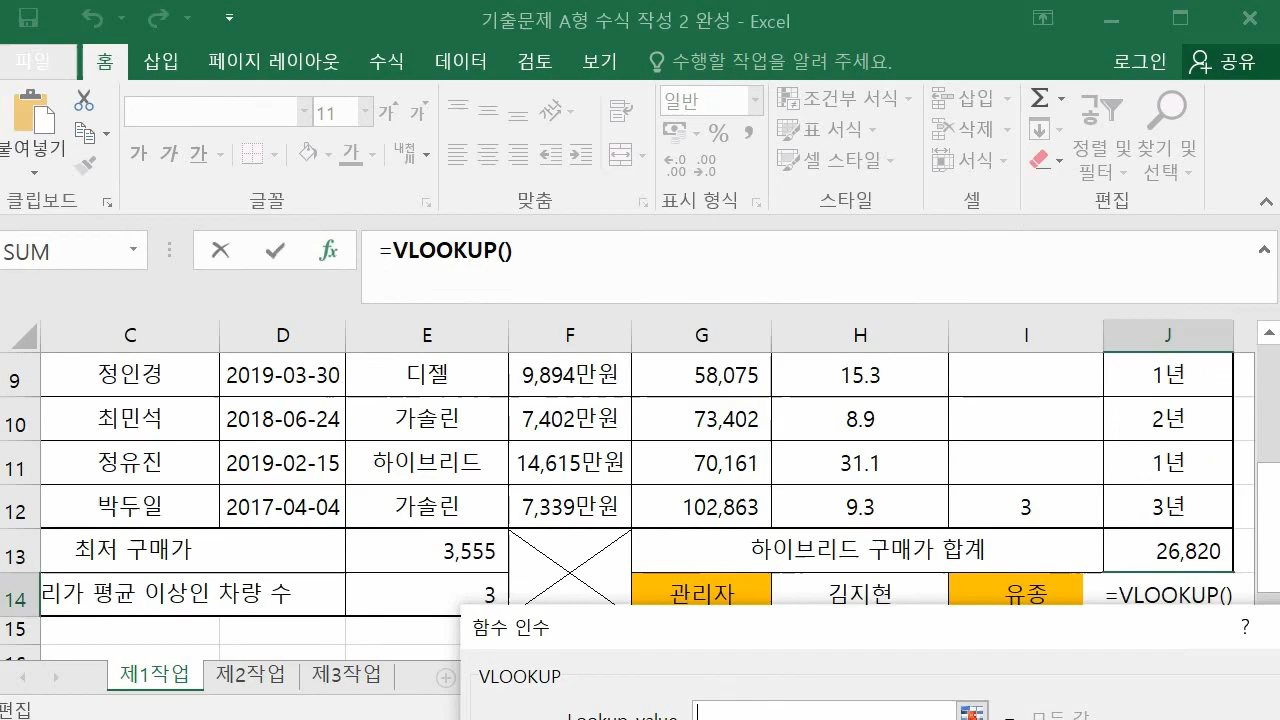 기출문제 A형 수식 작성 2 완성 - Excel
파일 홈 삽입 페이지 레이아웃 수식 데이터 검토 보기 수행할 작업을 알려 주세요. 로그인 공유
붙여넣기
11 가 가
가 가 가 가 내천
일반
% ,
조건부 서식
표 서식
셀 스타일
삽입
삭제
서식
정렬 및 필터
찾기 및 선택
클립보드 글꼴 맞춤 표시 형식 스타일 셀 편집
SUM fx =VLOOKUP()
C D E F G H I J
9 정인경 2019-03-30 디젤 9,894만원 58,075 15.3 1년
10 최민석 2018-06-24 가솔린 7,402만원 73,402 8.9 2년
11 정유진 2019-02-15 하이브리드 14,615만원 70,161 31.1 1년
12 박두일 2017-04-04 가솔린 7,339만원 102,863 9.3 3 3년
13 최저 구매가 3,555 하이브리드 구매가 합계 26,820
14 리가 평균 이상인 차량 수 3 관리자 김지현 유종 =VLOOKUP()
15
함수 인수 ?
제1작업 제2작업 제3작업
VLOOKUP
편집
Lookup_value = 모든 값